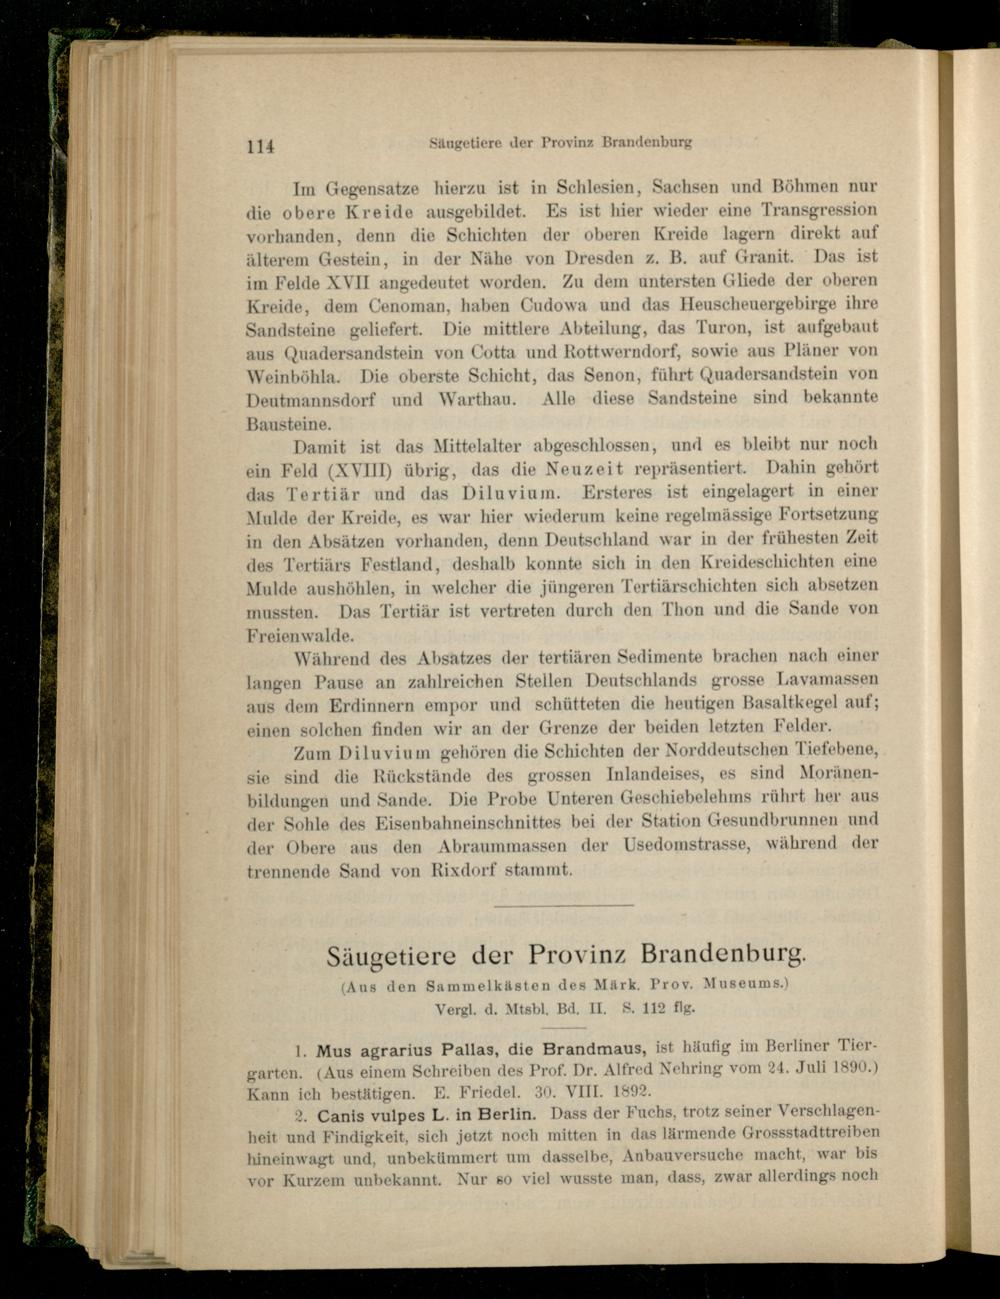 114
Säugetiere der Provinz Brandenburg
Im Gegensatze hierzu ist in Schlesien, Sachsen und Böhmen nur
die obere Kreide ausgebildet. Es ist hier wieder eine Transgression
vorhanden, denn die Schichten der oberen Kreide lagern direkt auf
älterem Gestein, in der Nähe von Dresden z. B. auf Granit. Das ist
im Felde XVII angedeutet worden. Zu dem untersten Gliede der oberen
Kreide, dem Cenoman, haben Cudowa und das Heuscheuergebirge ihre
Sandsteine geliefert. Die mittlere Abteilung, das Turon, ist aufgebaut
aus Quadersandstein von Cotta und Rottwerndorf, sowie aus Pläner von
Weinböhla. Die oberste Schicht, das Senon, führt Quadersandstein von
Deutmannsdorf und Warthau. Alle diese Sandsteine sind bekannte
Bausteine.
Damit ist das Mittelalter abgeschlossen, und es bleibt nur noch
ein Feld (XVIII) übrig, das die Neuzeit repräsentiert. Dahin gehört
das Tertiär und das Diluvium. Ersteres ist eingelagert in einer
Mulde der Kreide, es war hier wiederum keine regelmässige Fortsetzung
in den Absätzen vorhanden, denn Deutschland war in der frühesten Zeit
des Tertiärs Festland, deshalb konnte sich in den Kreideschichten eine
Mulde aushöhlen, in welcher die jüngeren Tertiärschichten sich absetzen
mussten. Das Tertiär ist vertreten durch den Thon und die Sande von
Freienwalde.
Während des Absatzes der tertiären Sedimente brachen nach einer
langen Pause an zahlreichen Stellen Deutschlands grosse Lavamassen
aus dem Erdinnern empor und schütteten die heutigen Basaltkegel auf;
einen solchen finden wir an der Grenze der beiden letzten Felder.
Zum Diluvium gehören die Schichten der Norddeutschen Tiefebene,
sie sind die Rückstände des grossen Inlandeises, es sind Moränen-
bildungen und Sande. Die Probe Unteren Geschiebelehms rührt her aus
der Sohle des Eisenbahneinschnittes bei der Station Gesundbrunnen und
der Obere aus den Abraummassen der Usedomstrasse, während der
trennende Sand von Rixdorf stammt.
Säugetiere der Provinz Brandenburg.
(Aus den Sammelkästen des Märk. Prov. Museums.)
Vergl. d. Mtsbl. Bd. II. S. 112 flg.
1. Mus agrarius Pallas, die Brandmaus, ist häufig im Berliner Tier-
garten. (Aus einem Schreiben des Prof. Dr. Alfred Nehring vom 24. Juli 1890.)
Kann ich bestätigen. E. Friedel. 30. VIII. 1892.
2. Canis vulpes L. in Berlin. Dass der Fuchs, trotz seiner Verschlagen-
heit und Findigkeit, sich jetzt noch mitten in das lärmende Grossstadttreiben
hineinwagt und, unbekümmert um dasselbe, Anbauversuche macht, war bis
vor Kurzem unbekannt. Nur so viel wusste man, dass, zwar allerdings noch